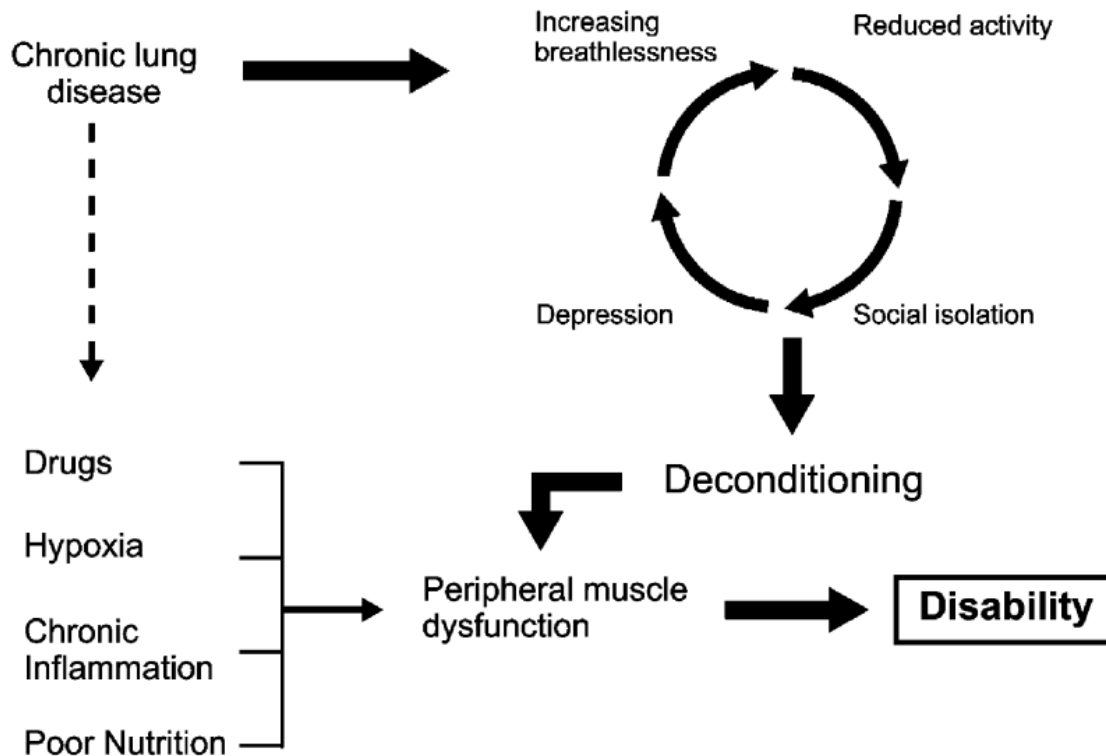 Chronic lung
disease
Increasing
breathlessness
Reduced activity
Depression
Social isolation
Deconditioning
Drugs
Hypoxia
Chronic
Inflammation
Poor Nutrition
Peripheral muscle
dysfunction
Disability